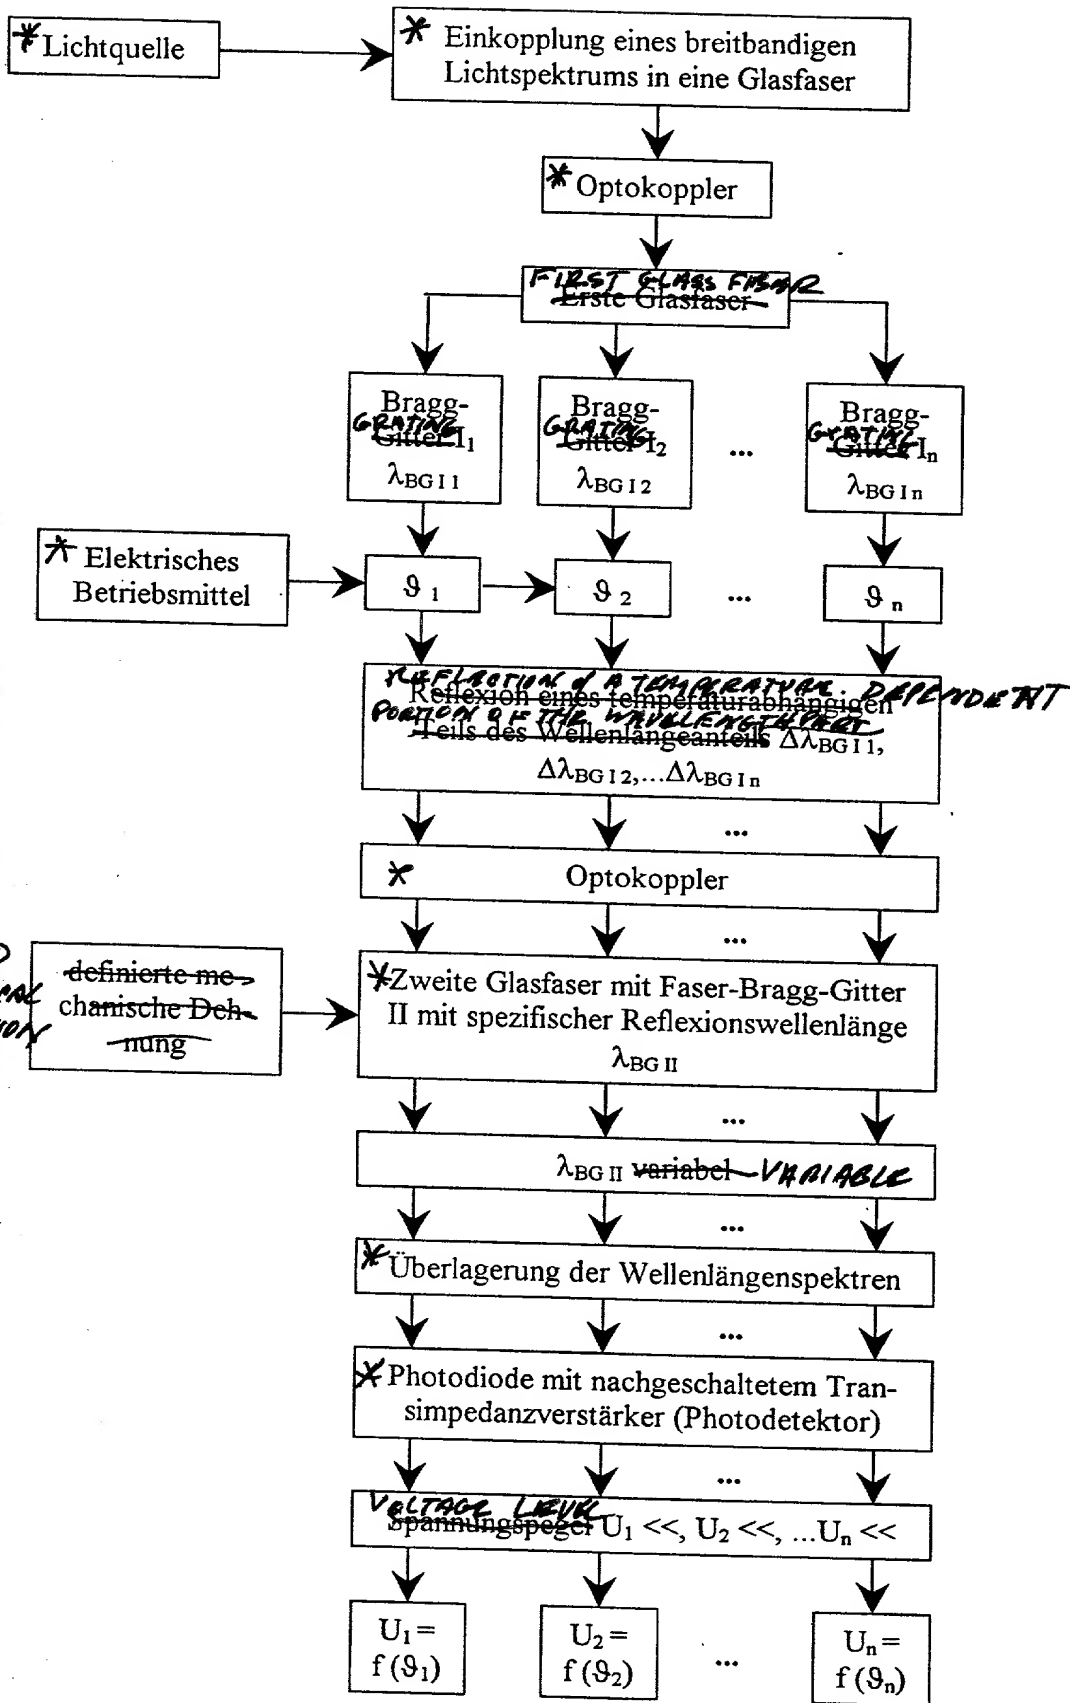 * Lichtquelle
* Einkopplung eines breitbandigen
Lichtspektrums in eine Glasfaser
* Optokoppler
FIRST GLASS FIBER
Erste Glasfaser
Bragg-
GRATING
Gitter I₁
λBG I 1
Bragg-
GRATING
Gitter I₂
λBG I 2
...
Bragg-
GRATING
Gitter Iₙ
λBG I n
* Elektrisches
Betriebsmittel
ϑ 1
ϑ 2
...
ϑ n
REFLECTION of A TEMPERATURE DEPENDENT
Reflexion eines temperaturabhängigen
PORTION OF THE WAVELENGTH PART
Teils des Wellenlängeanteils ΔλBG I 1,
ΔλBG I 2,...ΔλBG I n
...
* Optokoppler
...
definierte me-
chanische Deh-
nung
* Zweite Glasfaser mit Faser-Bragg-Gitter
II mit spezifischer Reflexionswellenlänge
λBG II
...
λBG II variabel VARIABLE
...
* Überlagerung der Wellenlängenspektren
...
* Photodiode mit nachgeschaltetem Tran-
simpedanzverstärker (Photodetektor)
...
VOLTAGE LEVEL
Spannungspegel U₁ <<, U₂ <<, ...Uₙ <<
U₁ =
f (ϑ₁)
U₂ =
f (ϑ₂)
...
Uₙ =
f (ϑₙ)